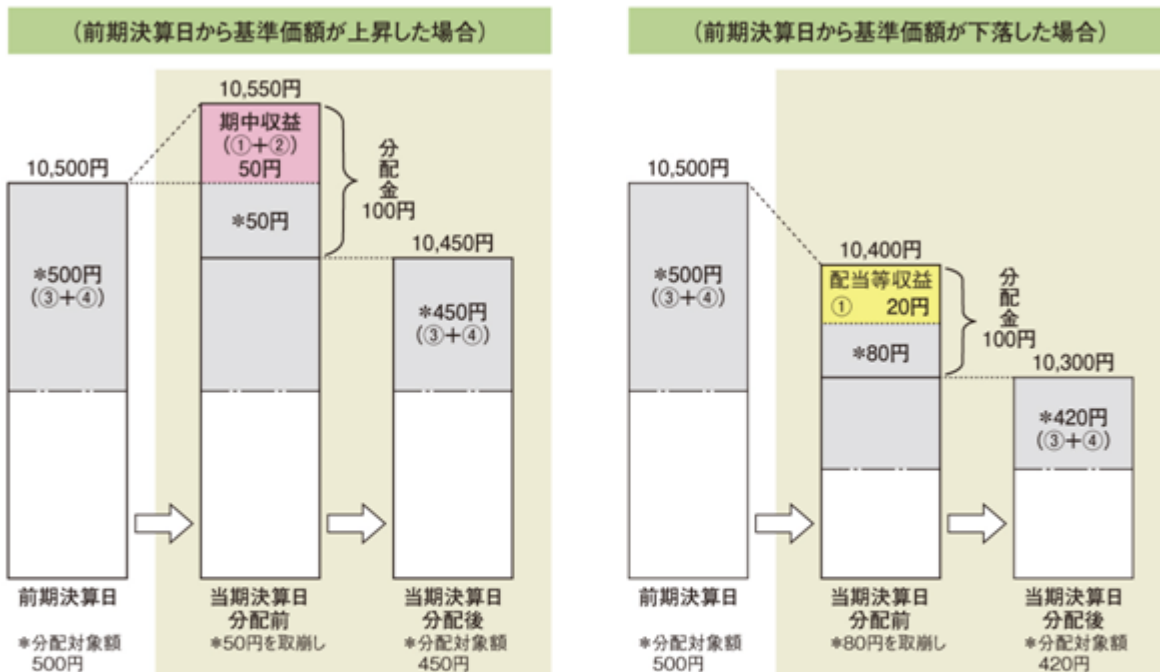 (前期決算日から基準価額が上昇した場合)
10,500円
*500円
(③+④)
10,550円
期中収益
(①+②)
50円
*50円
分配金
100円
10,450円
*450円
(③+④)
前期決算日
*分配対象額
500円
当期決算日
分配前
*50円を取崩し
当期決算日
分配後
*分配対象額
450円
(前期決算日から基準価額が下落した場合)
10,500円
*500円
(③+④)
10,400円
配当等収益
① 20円
*80円
分配金
100円
10,300円
*420円
(③+④)
前期決算日
*分配対象額
500円
当期決算日
分配前
*80円を取崩し
当期決算日
分配後
*分配対象額
420円